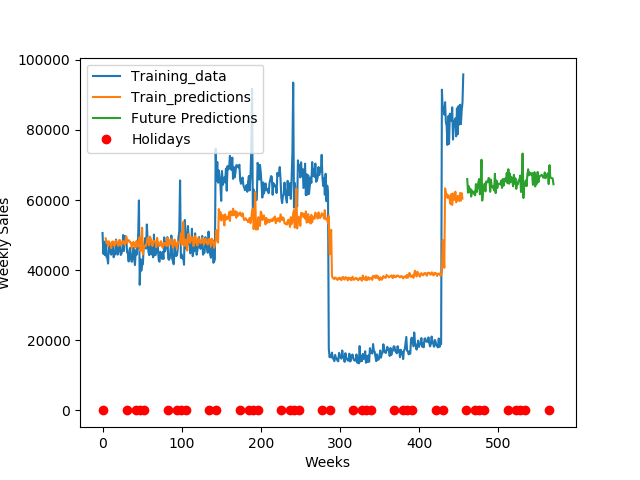 100000
80000
60000
40000
20000
0
Weekly Sales
Training_data
Train_predictions
Future Predictions
Holidays
0 100 200 300 400 500
Weeks